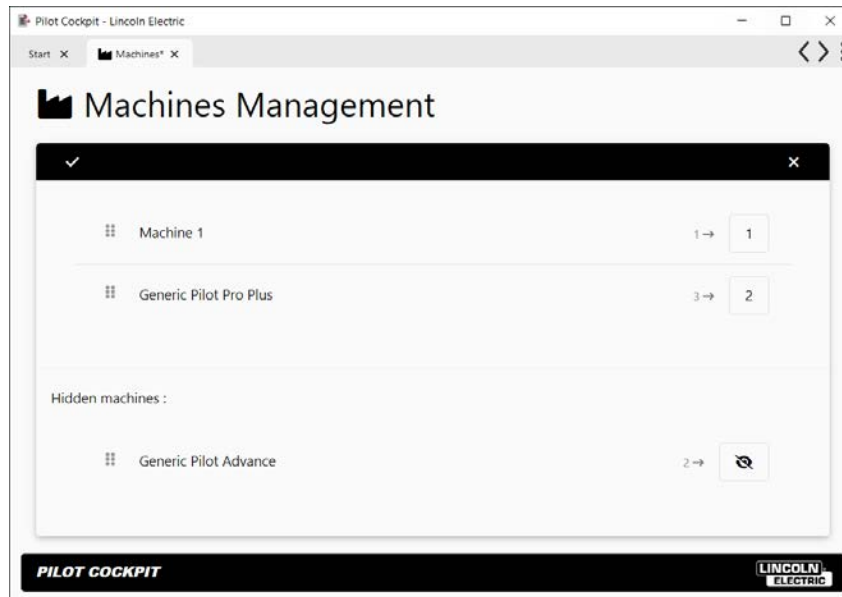 Pilot Cockpit - Lincoln Electric
Start
Machines*
Machines Management
Machine 1 1 → 1
Generic Pilot Pro Plus 3 → 2
Hidden machines :
Generic Pilot Advance 2 →
PILOT COCKPIT
LINCOLN
ELECTRIC